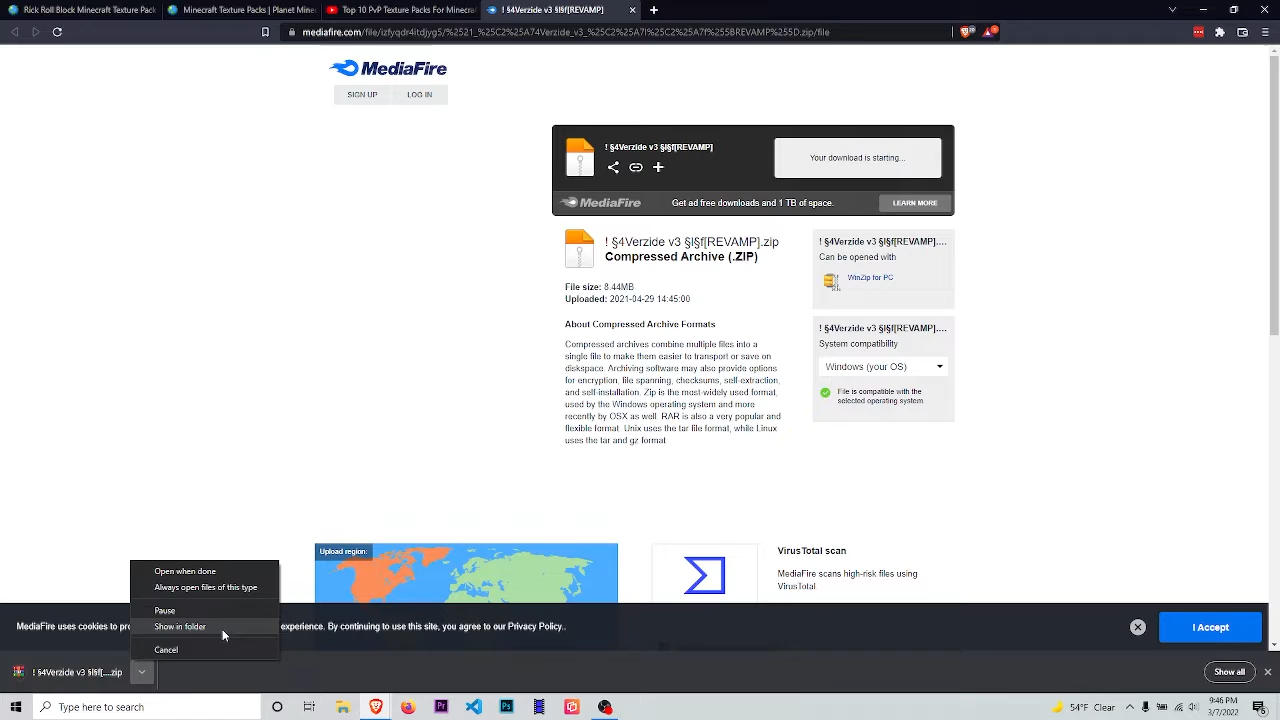 Rick Roll Block Minecraft Texture Pack
Minecraft Texture Packs | Planet Mine
Top 10 PvP Texture Packs For Minecraf
! §4Verzide v3 §l§f[REVAMP]
mediafire.com/file/izfyqdr4itdjyg5/%2521_%25C2%25A74Verzide_v3_%25C2%25A7l%25C2%25A7f%255BREVAMP%255D.zip/file
MediaFire
SIGN UP
LOG IN
! §4Verzide v3 §l§f[REVAMP]
Your download is starting...
MediaFire
Get ad free downloads and 1 TB of space.
LEARN MORE
! §4Verzide v3 §l§f[REVAMP].zip
Compressed Archive (.ZIP)
File size: 8.44MB
Uploaded: 2021-04-29 14:45:00
About Compressed Archive Formats
Compressed archives combine multiple files into a
single file to make them easier to transport or save on
diskspace. Archiving software may also provide options
for encryption, file spanning, checksums, self-extraction,
and self-installation. Zip is the most-widely used format,
used by the Windows operating system and more
recently by OSX as well. RAR is also a very popular and
flexible format. Unix uses the tar file format, while Linux
uses the tar and gz format.
! §4Verzide v3 §l§f[REVAMP]....
Can be opened with
WinZip for PC
! §4Verzide v3 §l§f[REVAMP]....
System compatibility
Windows (your OS)
File is compatible with the
selected operating system.
Upload region:
VirusTotal scan
MediaFire scans high-risk files using
VirusTotal.
Open when done
Always open files of this type
Pause
Show in folder
Cancel
MediaFire uses cookies to pro
experience. By continuing to use this site, you agree to our Privacy Policy..
I Accept
! §4Verzide v3 §l§f[....zip
Show all
Type here to search
54°F Clear
9:46 PM
3/7/2023